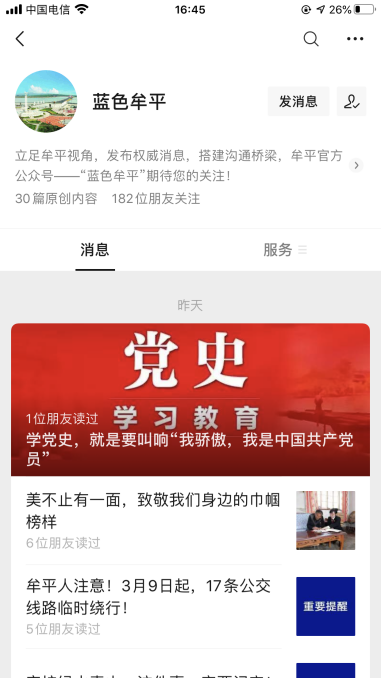 中国电信
16:45
26%
蓝色牟平
发消息
立足牟平视角，发布权威消息，搭建沟通桥梁，牟平官方
公众号——“蓝色牟平”期待您的关注！
30篇原创内容 182位朋友关注
消息
服务
昨天
党史
学习教育
1位朋友读过
学党史，就是要叫响“我骄傲，我是中国共产党
员”
美不止有一面，致敬我们身边的巾帼
榜样
6位朋友读过
牟平人注意！3月9日起，17条公交
线路临时绕行！
重要提醒
5位朋友读过